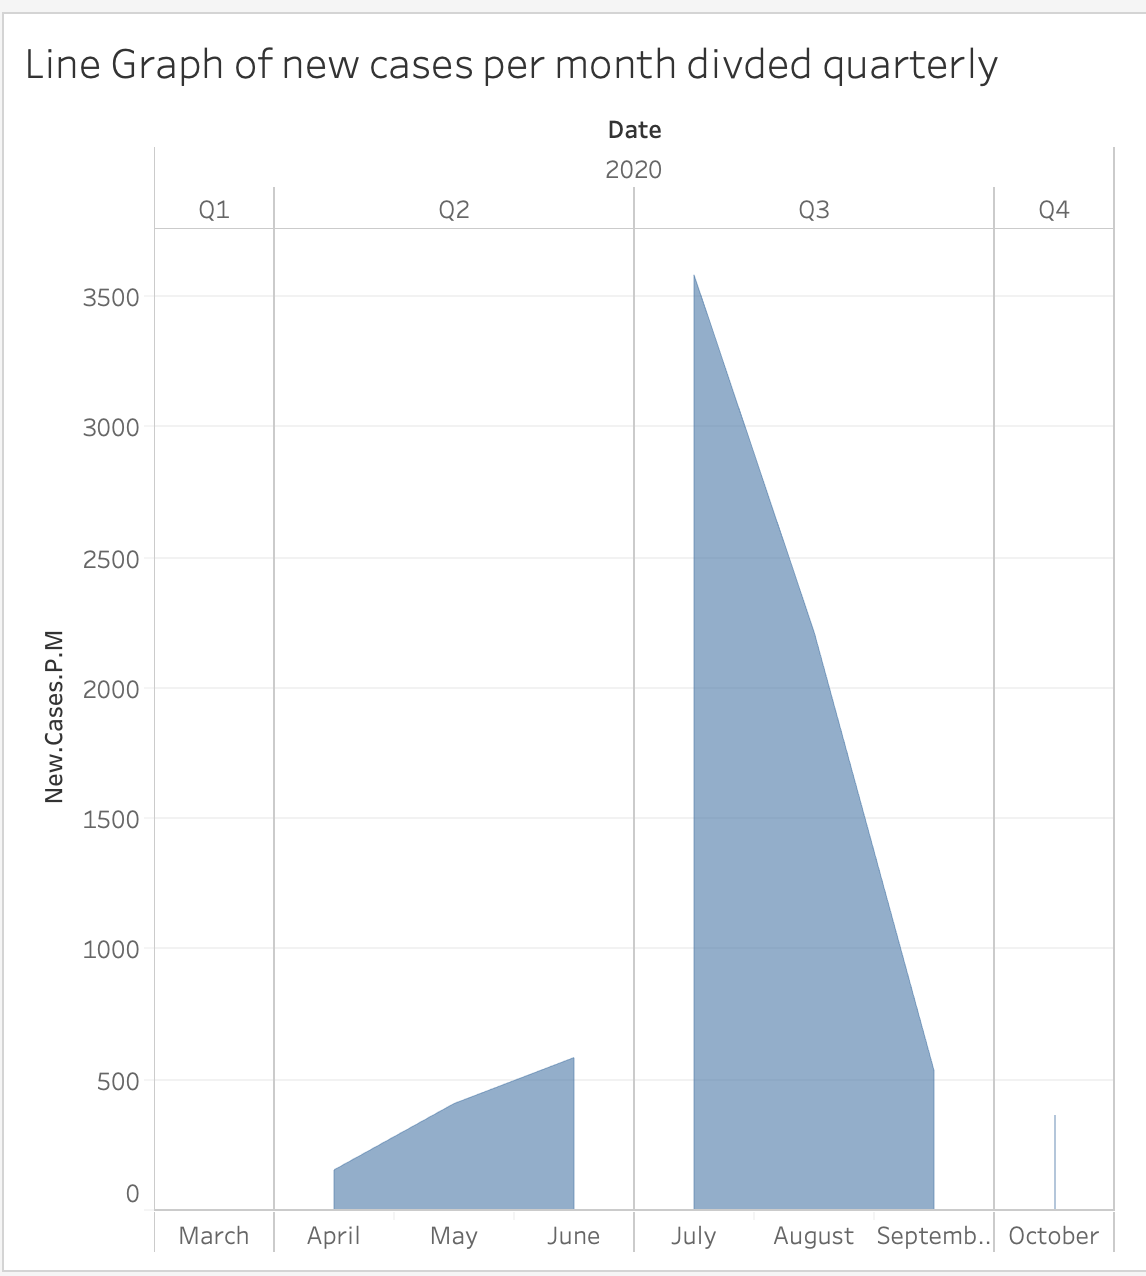 Line Graph of new cases per month divded quarterly
Date
2020
Q1 Q2 Q3 Q4
3500
3000
2500
2000
1500
1000
500
0
New.Cases.P.M
March April May June July August Septemb.. October